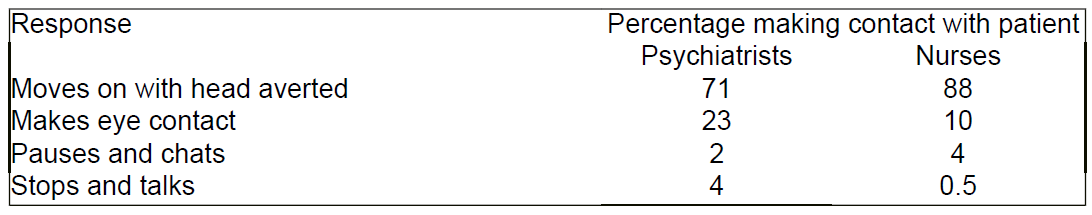 Response Percentage making contact with patient
Psychiatrists Nurses
Moves on with head averted 71 88
Makes eye contact 23 10
Pauses and chats 2 4
Stops and talks 4 0.5